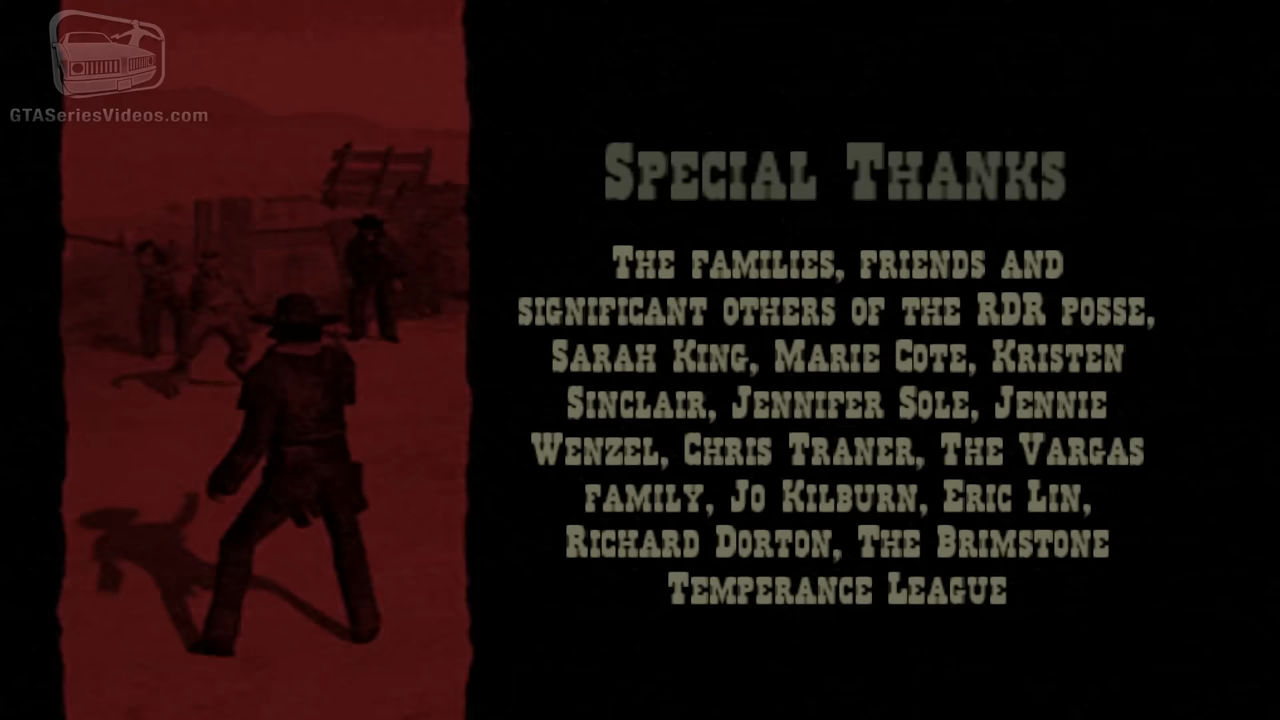 GTASeriesVideos.com
Special Thanks
The families, friends and
significant others of the RDR posse,
Sarah King, Marie Cote, Kristen
Sinclair, Jennifer Sole, Jennie
Wenzel, Chris Traner, The Vargas
family, Jo Kilburn, Eric Lin,
Richard Dorton, The Brimstone
Temperance League